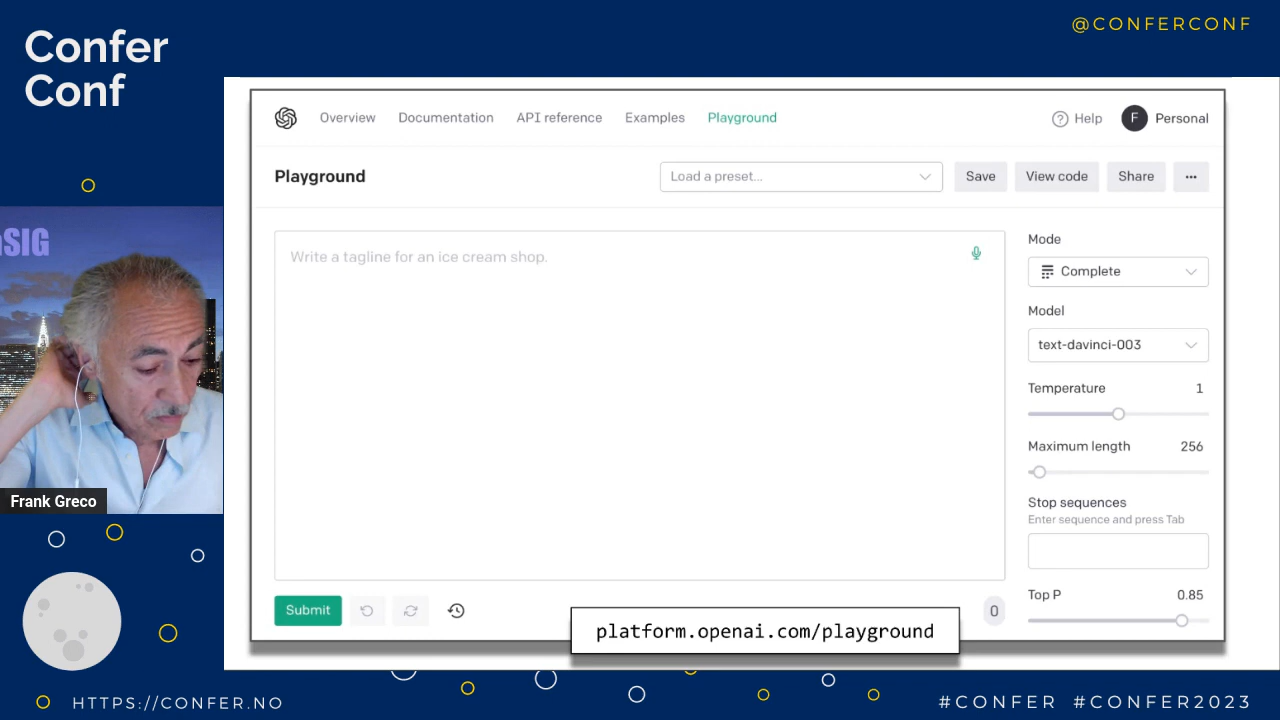 Confer
Conf
@CONFERCONF
Overview Documentation API reference Examples Playground
Help F Personal
Playground
Load a preset... Save View code Share ...
Write a tagline for an ice cream shop.
Mode
Complete
Model
text-davinci-003
Temperature 1
Maximum length 256
Stop sequences
Enter sequence and press Tab
Top P 0.85
Submit
0
platform.openai.com/playground
SIG
Frank Greco
HTTPS://CONFER.NO
#CONFER #CONFER2023